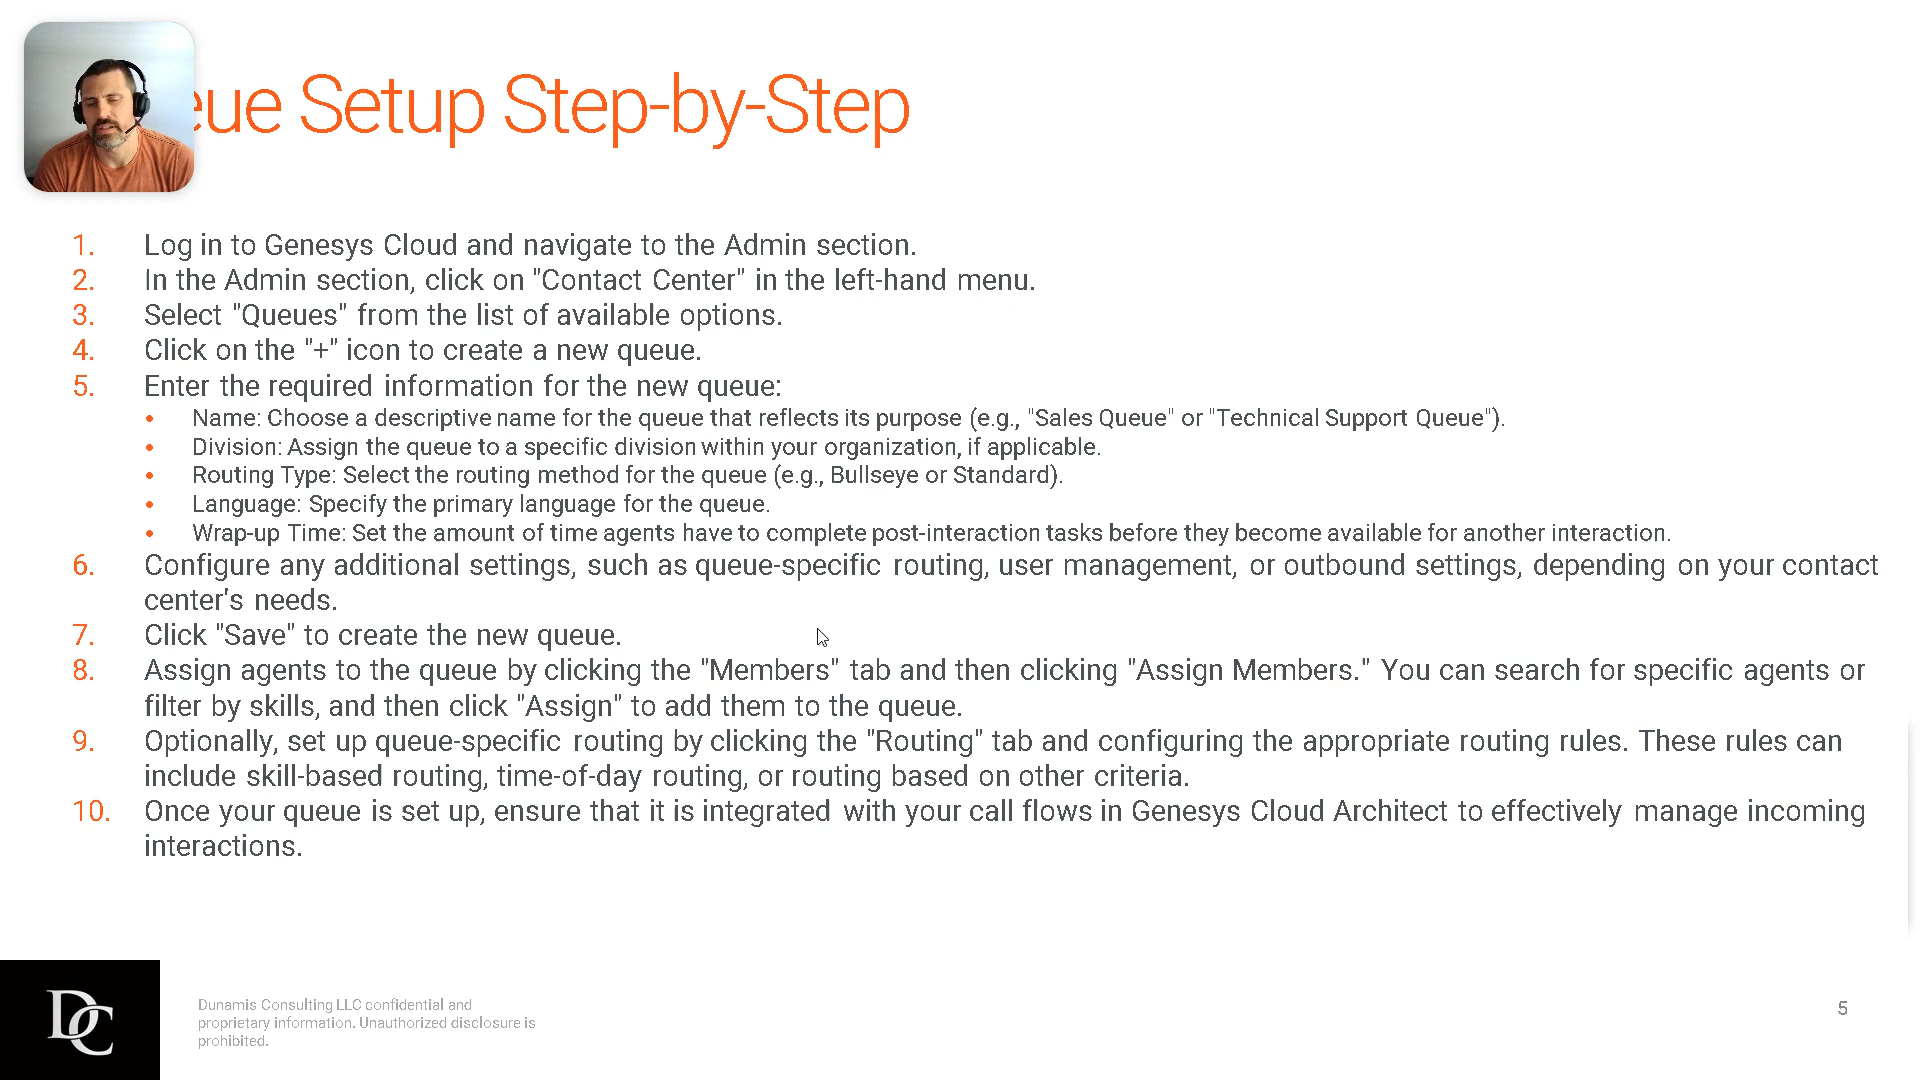 eue Setup Step-by-Step
1. Log in to Genesys Cloud and navigate to the Admin section.
2. In the Admin section, click on "Contact Center" in the left-hand menu.
3. Select "Queues" from the list of available options.
4. Click on the "+" icon to create a new queue.
5. Enter the required information for the new queue:
• Name: Choose a descriptive name for the queue that reflects its purpose (e.g., "Sales Queue" or "Technical Support Queue").
• Division: Assign the queue to a specific division within your organization, if applicable.
• Routing Type: Select the routing method for the queue (e.g., Bullseye or Standard).
• Language: Specify the primary language for the queue.
• Wrap-up Time: Set the amount of time agents have to complete post-interaction tasks before they become available for another interaction.
6. Configure any additional settings, such as queue-specific routing, user management, or outbound settings, depending on your contact
center's needs.
7. Click "Save" to create the new queue.
8. Assign agents to the queue by clicking the "Members" tab and then clicking "Assign Members." You can search for specific agents or
filter by skills, and then click "Assign" to add them to the queue.
9. Optionally, set up queue-specific routing by clicking the "Routing" tab and configuring the appropriate routing rules. These rules can
include skill-based routing, time-of-day routing, or routing based on other criteria.
10. Once your queue is set up, ensure that it is integrated with your call flows in Genesys Cloud Architect to effectively manage incoming
interactions.
DC
Dunamis Consulting LLC confidential and
proprietary information. Unauthorized disclosure is
prohibited.
5